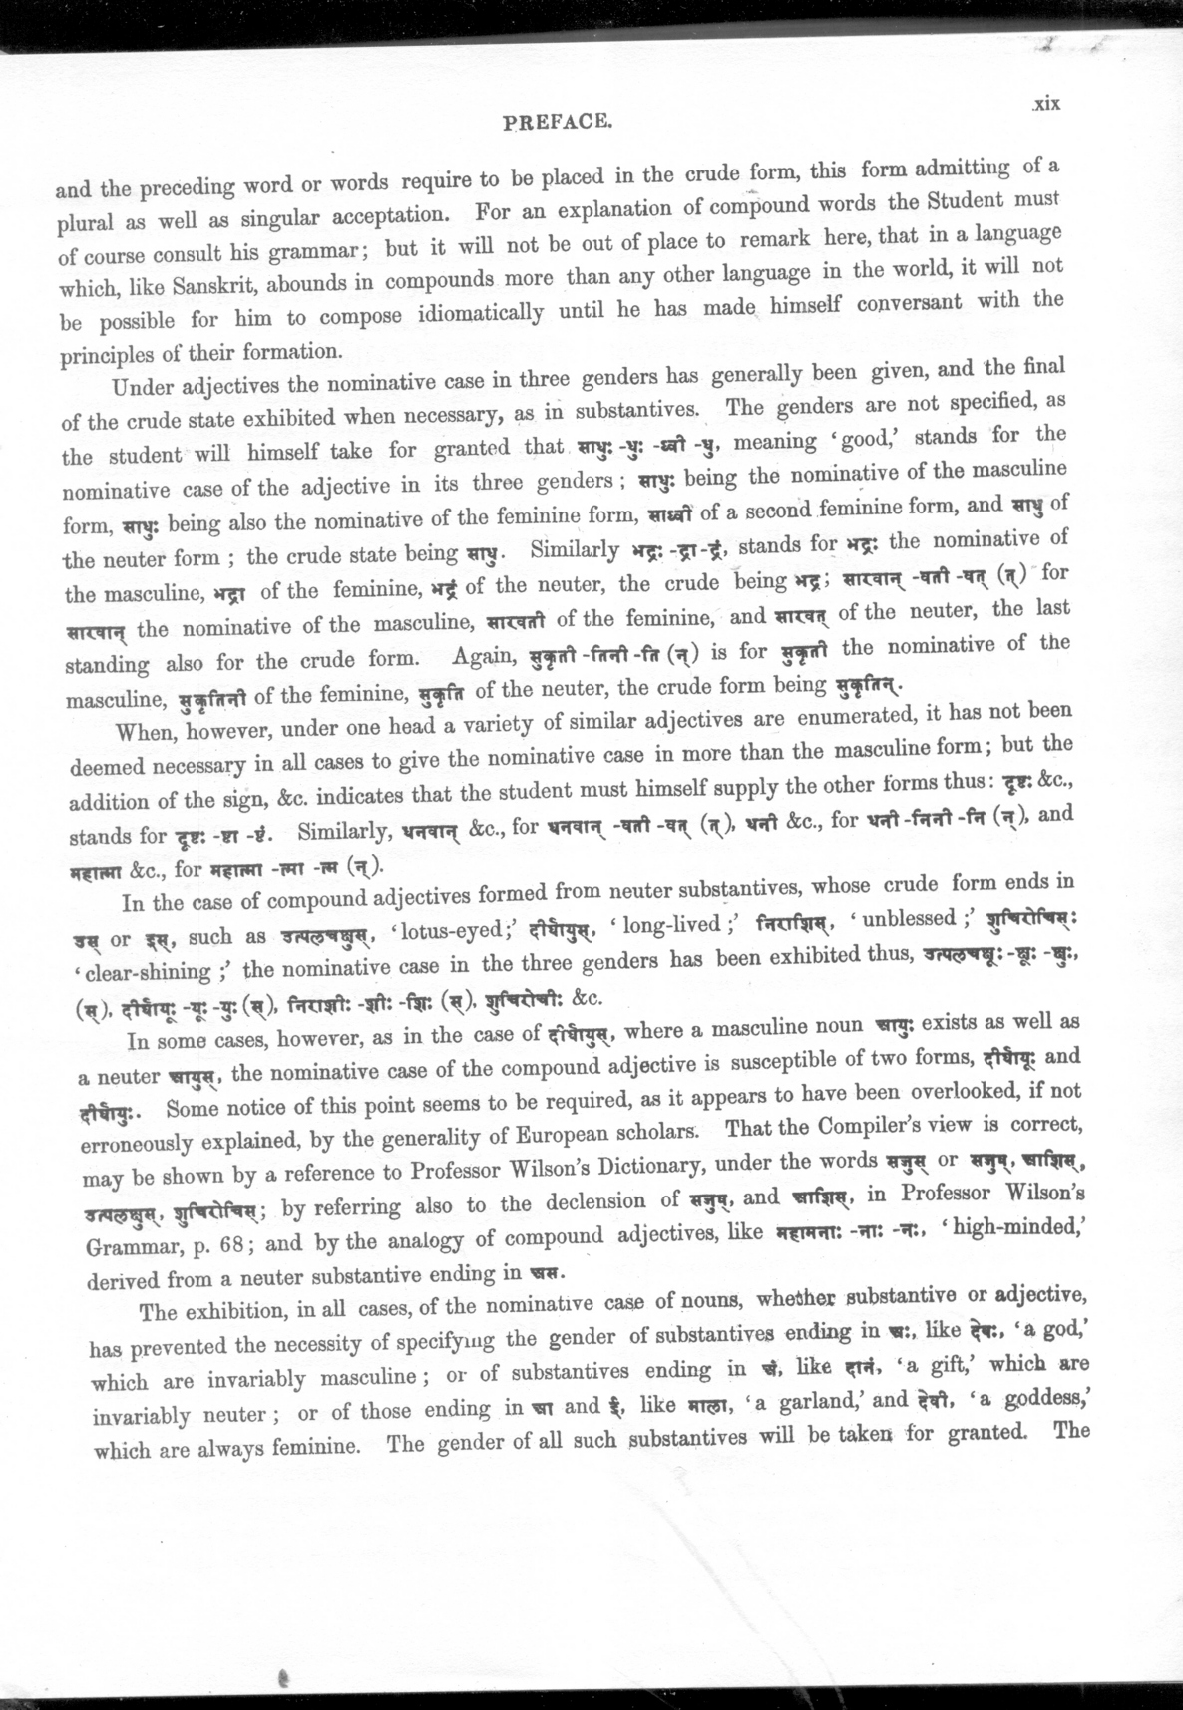 xix
PREFACE.
and the preceding word or words require to be placed in the crude form, this form admitting of a
plural as well as singular acceptation. For an explanation of compound words the Student must
of course consult his grammar; but it will not be out of place to remark here, that in a language
which, like Sanskrit, abounds in compounds more than any other language in the world, it will not
be possible for him to compose idiomatically until he has made himself conversant with the
principles of their formation.
Under adjectives the nominative case in three genders has generally been given, and the final
of the crude state exhibited when necessary, as in substantives. The genders are not specified, as
the student will himself take for granted that साधुः -धुः -ध्वी -धु, meaning ‘good,’ stands for the
nominative case of the adjective in its three genders; साधुः being the nominative of the masculine
form, साधुः being also the nominative of the feminine form, साध्वी of a second feminine form, and साधु of
the neuter form; the crude state being साधु. Similarly भद्रः -द्रा -द्रं, stands for भद्रः the nominative of
the masculine, भद्रा of the feminine, भद्रं of the neuter, the crude being भद्र; सारवान् -वती -वत् (त्) for
सारवान् the nominative of the masculine, सारवती of the feminine, and सारवत् of the neuter, the last
standing also for the crude form. Again, सुकृती -तिनी -ति (न्) is for सुकृती the nominative of the
masculine, सुकृतिनी of the feminine, सुकृति of the neuter, the crude form being सुकृतिन्.
When, however, under one head a variety of similar adjectives are enumerated, it has not been
deemed necessary in all cases to give the nominative case in more than the masculine form; but the
addition of the sign, &c. indicates that the student must himself supply the other forms thus: दृष्टः &c.,
stands for दृष्टः -ष्टा -ष्टं. Similarly, धनवान् &c., for धनवान् -वती -वत् (त्), धनी &c., for धनी -निनी -नि (न्), and
महात्मा &c., for महात्मा -त्मा -त्म (न्).
In the case of compound adjectives formed from neuter substantives, whose crude form ends in
उस् or इस्, such as उत्पलचक्षुस्, ‘lotus-eyed;’ दीर्घायुस्, ‘long-lived;’ निराशिस्, ‘unblessed;’ शुचिरोचिस्:
‘clear-shining;’ the nominative case in the three genders has been exhibited thus, उत्पलचक्षूः -क्षूः -क्षुः,
(स्), दीर्घायूः -यूः -युः (स्), निराशीः -शीः -शिः (स्), शुचिरोचीः &c.
In some cases, however, as in the case of दीर्घायुस्, where a masculine noun आयुः exists as well as
a neuter आयुस्, the nominative case of the compound adjective is susceptible of two forms, दीर्घायूः and
दीर्घायुः. Some notice of this point seems to be required, as it appears to have been overlooked, if not
erroneously explained, by the generality of European scholars. That the Compiler’s view is correct,
may be shown by a reference to Professor Wilson’s Dictionary, under the words सजुस् or सजुष्, आशिस्,
उत्पलक्षुस्, शुचिरोचिस्; by referring also to the declension of सजुष्, and आशिस्, in Professor Wilson’s
Grammar, p. 68; and by the analogy of compound adjectives, like महामनाः -नाः -नः, ‘high-minded,’
derived from a neuter substantive ending in अस.
The exhibition, in all cases, of the nominative case of nouns, whether substantive or adjective,
has prevented the necessity of specifying the gender of substantives ending in अः, like देवः, ‘a god,’
which are invariably masculine; or of substantives ending in अं, like दानं, ‘a gift,’ which are
invariably neuter; or of those ending in आ and ई, like माला, ‘a garland,’ and देवी, ‘a goddess,’
which are always feminine. The gender of all such substantives will be taken for granted. The